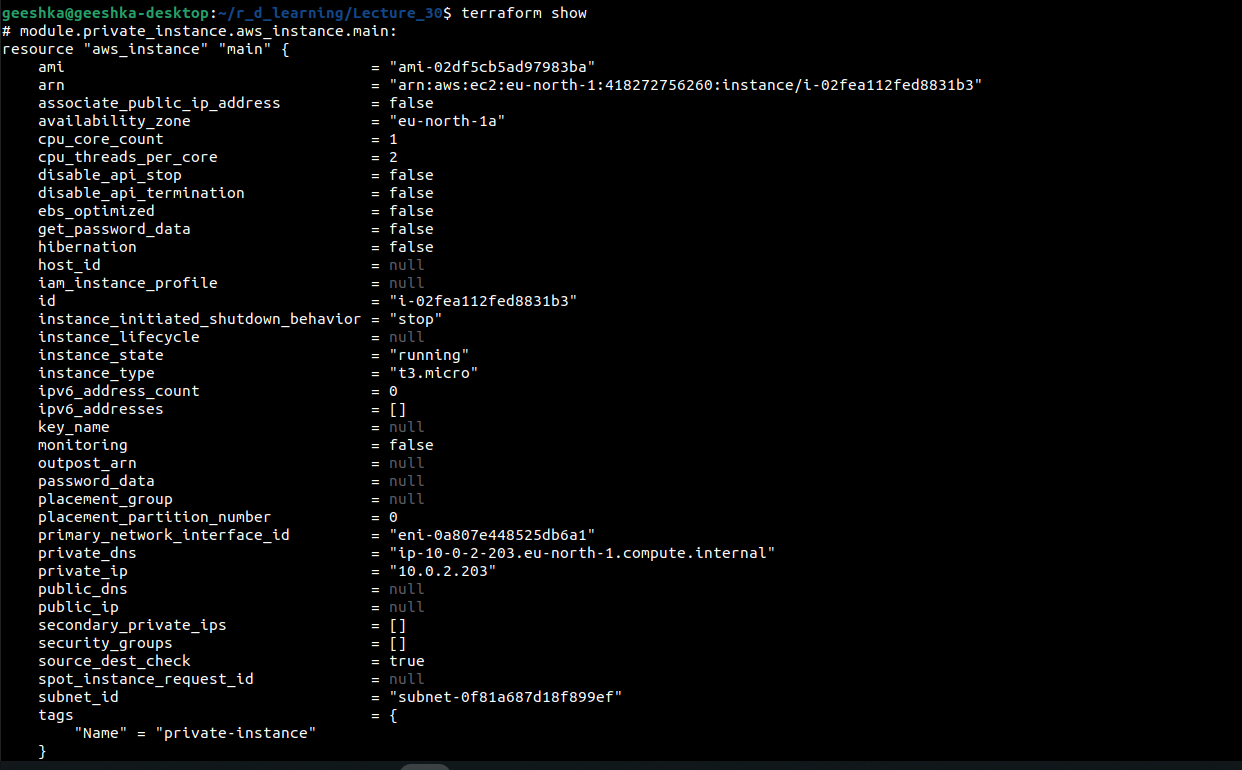 geeshka@geeshka-desktop:~/r_d_learning/Lecture_30$ terraform show
# module.private_instance.aws_instance.main:
resource "aws_instance" "main" {
    ami                                  = "ami-02df5cb5ad97983ba"
    arn                                  = "arn:aws:ec2:eu-north-1:418272756260:instance/i-02fea112fed8831b3"
    associate_public_ip_address          = false
    availability_zone                    = "eu-north-1a"
    cpu_core_count                       = 1
    cpu_threads_per_core                 = 2
    disable_api_stop                     = false
    disable_api_termination              = false
    ebs_optimized                        = false
    get_password_data                    = false
    hibernation                          = false
    host_id                              = null
    iam_instance_profile                 = null
    id                                   = "i-02fea112fed8831b3"
    instance_initiated_shutdown_behavior = "stop"
    instance_lifecycle                   = null
    instance_state                       = "running"
    instance_type                        = "t3.micro"
    ipv6_address_count                   = 0
    ipv6_addresses                       = []
    key_name                             = null
    monitoring                           = false
    outpost_arn                          = null
    password_data                        = null
    placement_group                      = null
    placement_partition_number           = 0
    primary_network_interface_id         = "eni-0a807e448525db6a1"
    private_dns                          = "ip-10-0-2-203.eu-north-1.compute.internal"
    private_ip                           = "10.0.2.203"
    public_dns                           = null
    public_ip                            = null
    secondary_private_ips                = []
    security_groups                      = []
    source_dest_check                    = true
    spot_instance_request_id             = null
    subnet_id                            = "subnet-0f81a687d18f899ef"
    tags                                 = {
        "Name" = "private-instance"
    }